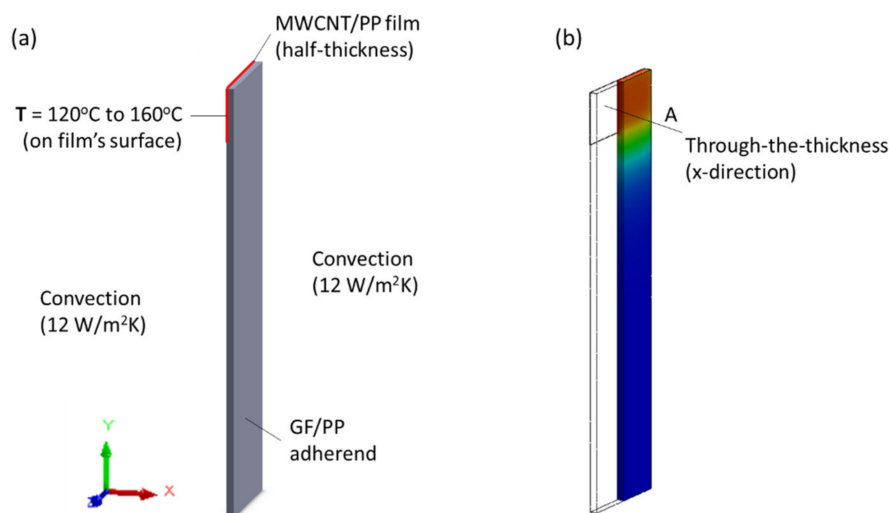 (a)
MWCNT/PP film
(half-thickness)
T = 120°C to 160°C
(on film's surface)
Convection
(12 W/m²K)
Convection
(12 W/m²K)
GF/PP
adherend
Y
X
Z
(b)
A
Through-the-thickness
(x-direction)